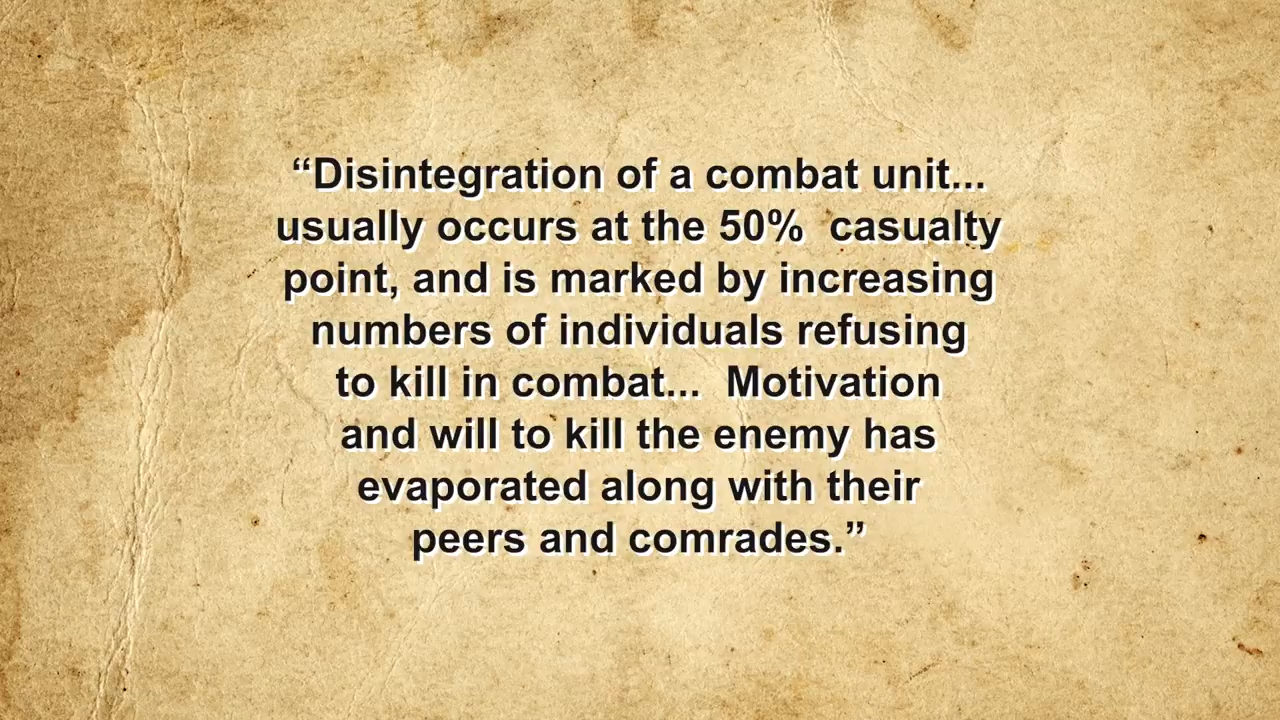 “Disintegration of a combat unit...
usually occurs at the 50%  casualty
point, and is marked by increasing
numbers of individuals refusing
to kill in combat...  Motivation
and will to kill the enemy has
evaporated along with their
peers and comrades.”